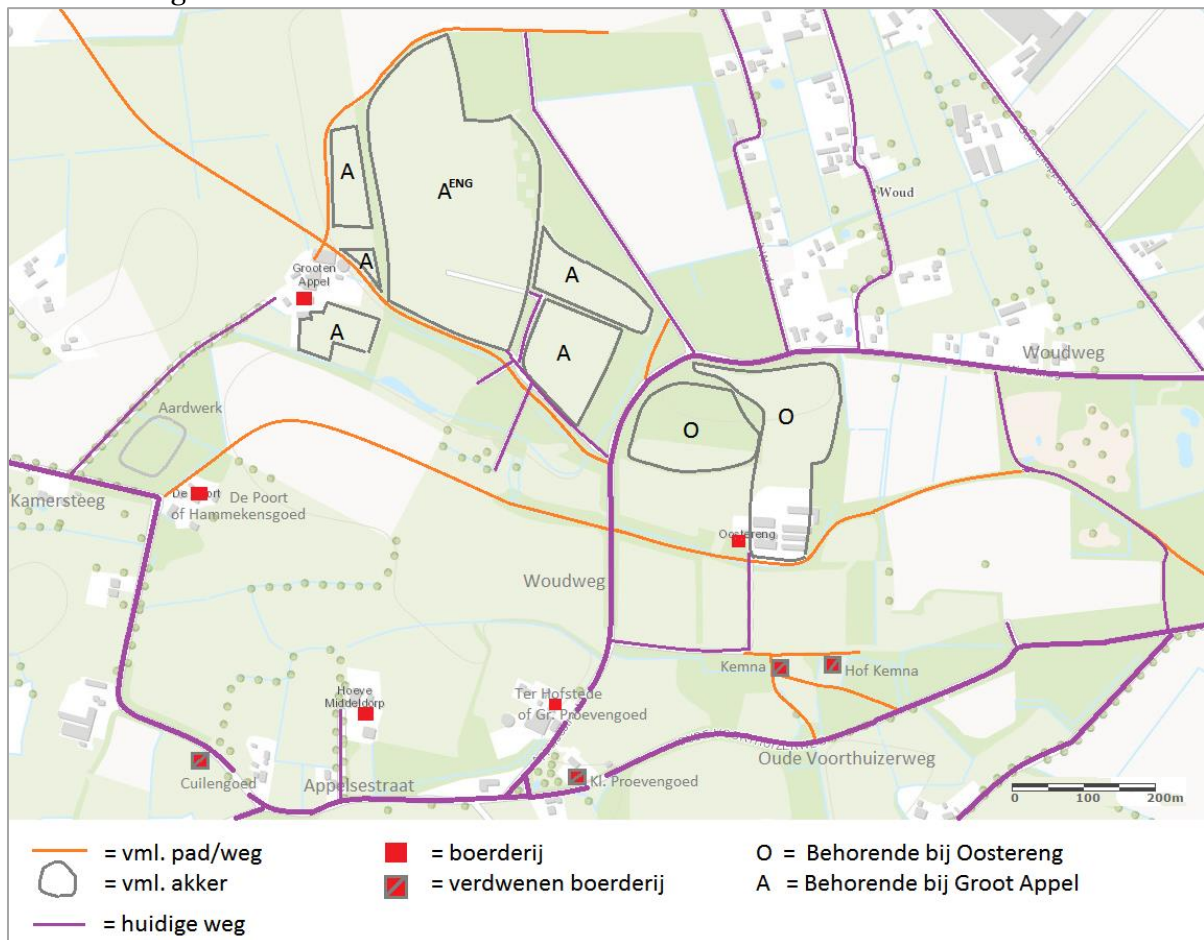 A
A ENG
Woud
Grooten
Appel
A
A
A
A
Woudweg
O
O
Aardwerk
Kamersteeg
De Poort
De Poort
of Hammekensgoed
Oostereng
Woudweg
Kemna
Hof Kemna
Hoeve
Middeldorp
Ter Hofstede
of Gr. Proevengoed
Oude Voorthuizerweg
Cuilengoed
Appelsestraat
Kl. Proevengoed
0 100 200m
= vml. pad/weg
= boerderij
O = Behorende bij Oostereng
= vml. akker
= verdwenen boerderij
A = Behorende bij Groot Appel
= huidige weg